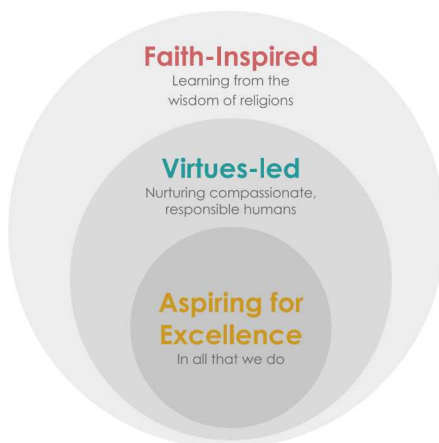 Faith-Inspired
Learning from the
wisdom of religions
Virtues-led
Nurturing compassionate,
responsible humans
Aspiring for
Excellence
In all that we do